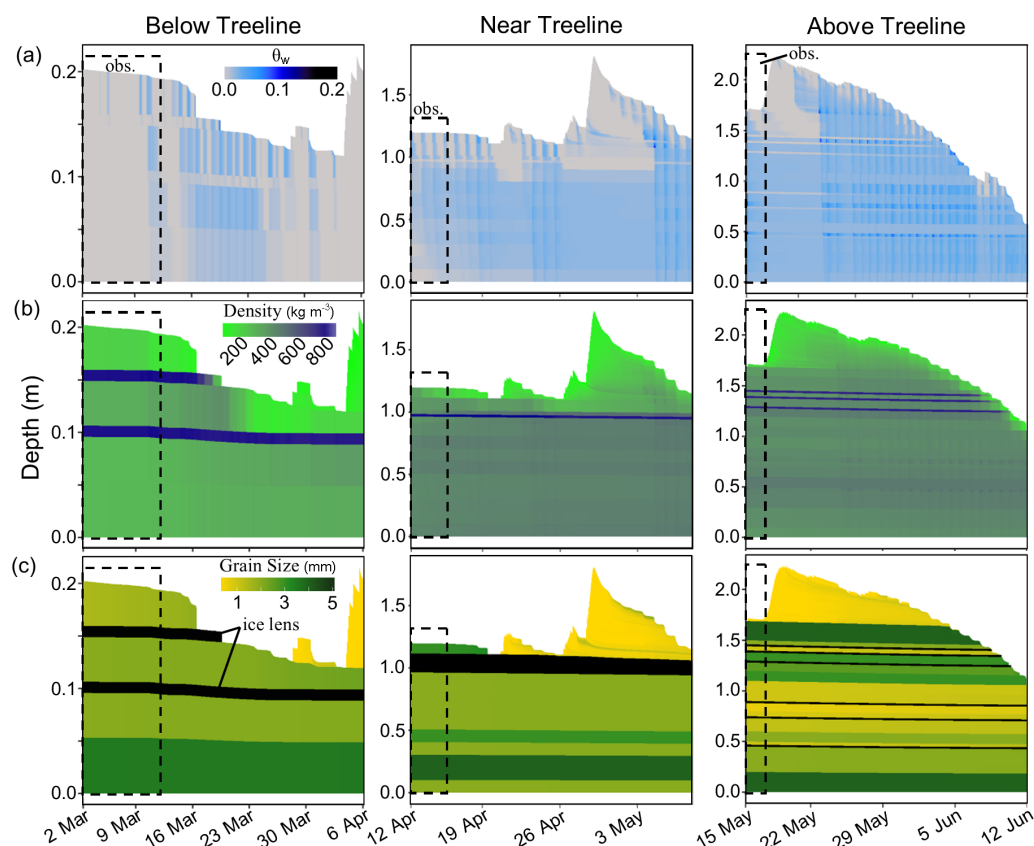 Below Treeline Near Treeline Above Treeline
(a)
obs.
θw
0.0 0.1 0.2
obs.
obs.
0.2
0.1
0.0
1.5
1.0
0.5
0.0
2.0
1.5
1.0
0.5
0.0
(b)
Density (kg m⁻³)
200 400 600 800
Depth (m)
0.2
0.1
0.0
1.5
1.0
0.5
0.0
2.0
1.5
1.0
0.5
0.0
(c)
Grain Size (mm)
1 3 5
ice lens
0.2
0.1
0.0
1.5
1.0
0.5
0.0
2.0
1.5
1.0
0.5
0.0
2 Mar 9 Mar 16 Mar 23 Mar 30 Mar 6 Apr
12 Apr 19 Apr 26 Apr 3 May
15 May 22 May 29 May 5 Jun 12 Jun